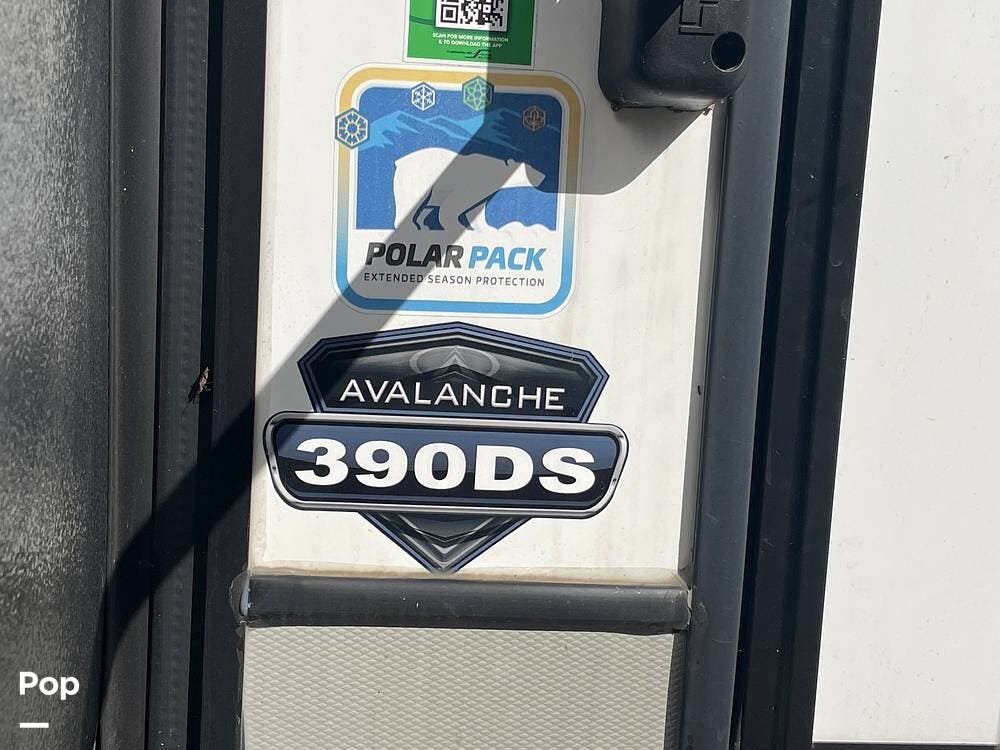 SCAN FOR MORE INFORMATION
& TO DOWNLOAD THE APP
POLAR PACK
EXTENDED SEASON PROTECTION
AVALANCHE
390DS
Pop